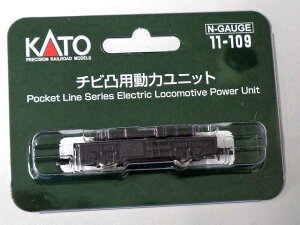 KATO
PRECISION RAILROAD MODELS
N-GAUGE
11-109
チビ凸用動力ユニット
Pocket Line Series Electric Locomotive Power Unit